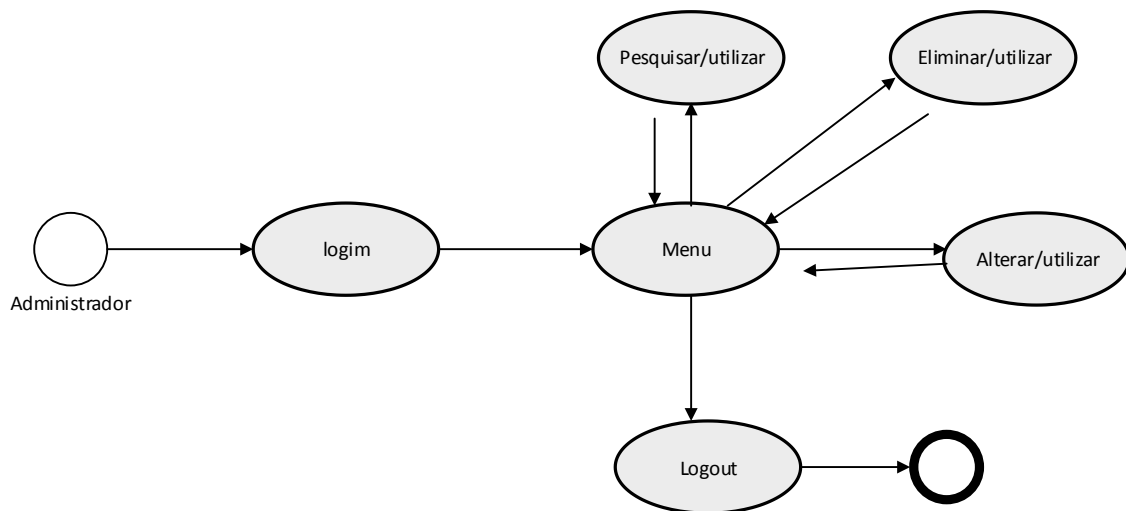 Pesquisar/utilizar
Eliminar/utilizar
logim
Menu
Alterar/utilizar
Administrador
Logout